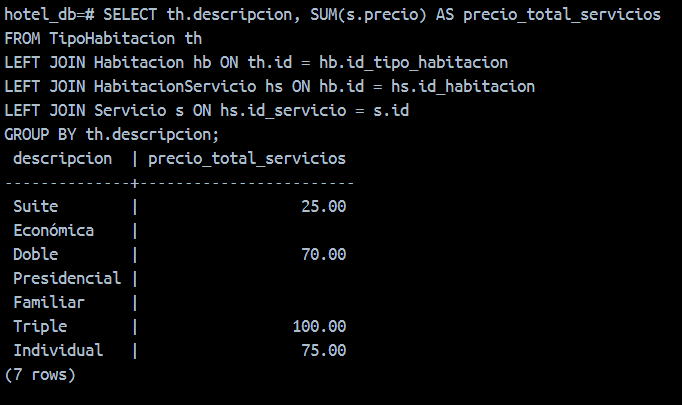 hotel_db=# SELECT th.descripcion, SUM(s.precio) AS precio_total_servicios
FROM TipoHabitacion th
LEFT JOIN Habitacion hb ON th.id = hb.id_tipo_habitacion
LEFT JOIN HabitacionServicio hs ON hb.id = hs.id_habitacion
LEFT JOIN Servicio s ON hs.id_servicio = s.id
GROUP BY th.descripcion;
 descripcion  | precio_total_servicios
--------------+------------------------
 Suite        |                  25.00
 Económica    |
 Doble        |                  70.00
 Presidencial |
 Familiar     |
 Triple       |                 100.00
 Individual   |                  75.00
(7 rows)